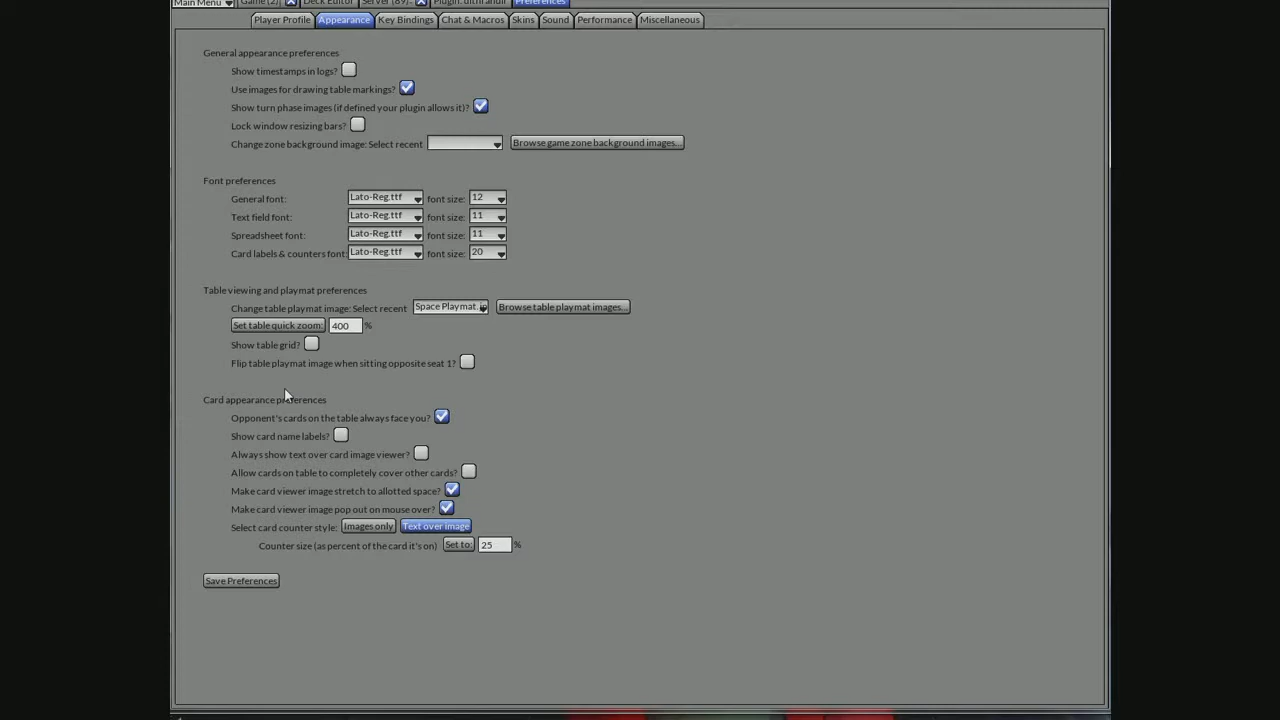 Main Menu Game (2) Deck Editor Server (89) Plugin: dithrandir Preferences
Player Profile Appearance Key Bindings Chat & Macros Skins Sound Performance Miscellaneous
General appearance preferences
Show timestamps in logs?
Use images for drawing table markings?
Show turn phase images (if defined your plugin allows it)?
Lock window resizing bars?
Change zone background image: Select recent Browse game zone background images...
Font preferences
General font: Lato-Reg.ttf font size: 12
Text field font: Lato-Reg.ttf font size: 11
Spreadsheet font: Lato-Reg.ttf font size: 11
Card labels & counters font: Lato-Reg.ttf font size: 20
Table viewing and playmat preferences
Change table playmat image: Select recent Space Playmat.jp Browse table playmat images...
Set table quick zoom: 400 %
Show table grid?
Flip table playmat image when sitting opposite seat 1?
Card appearance preferences
Opponent's cards on the table always face you?
Show card name labels?
Always show text over card image viewer?
Allow cards on table to completely cover other cards?
Make card viewer image stretch to allotted space?
Make card viewer image pop out on mouse over?
Select card counter style: Images only Text over image
Counter size (as percent of the card it's on) Set to: 25 %
Save Preferences